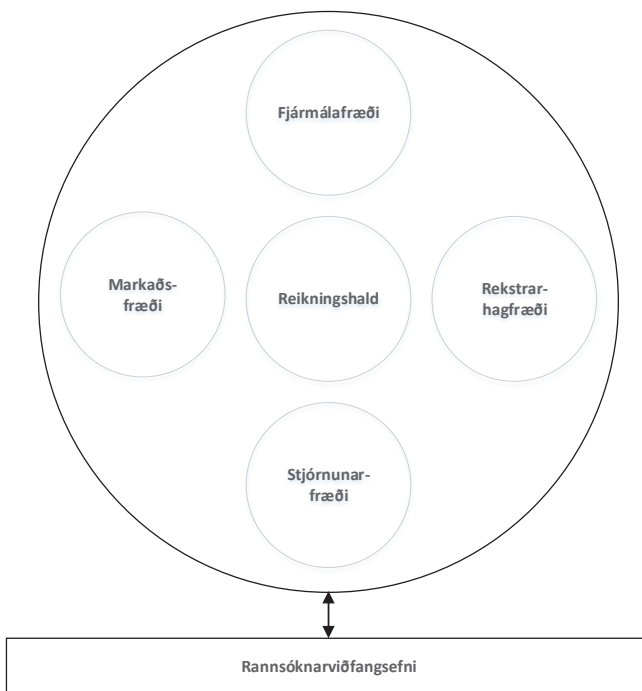 Fjármálafræði
Markaðs-
fræði
Reikningshald
Rekstrar-
hagfræði
Stjórnunar-
fræði
Rannsóknarviðfangsefni